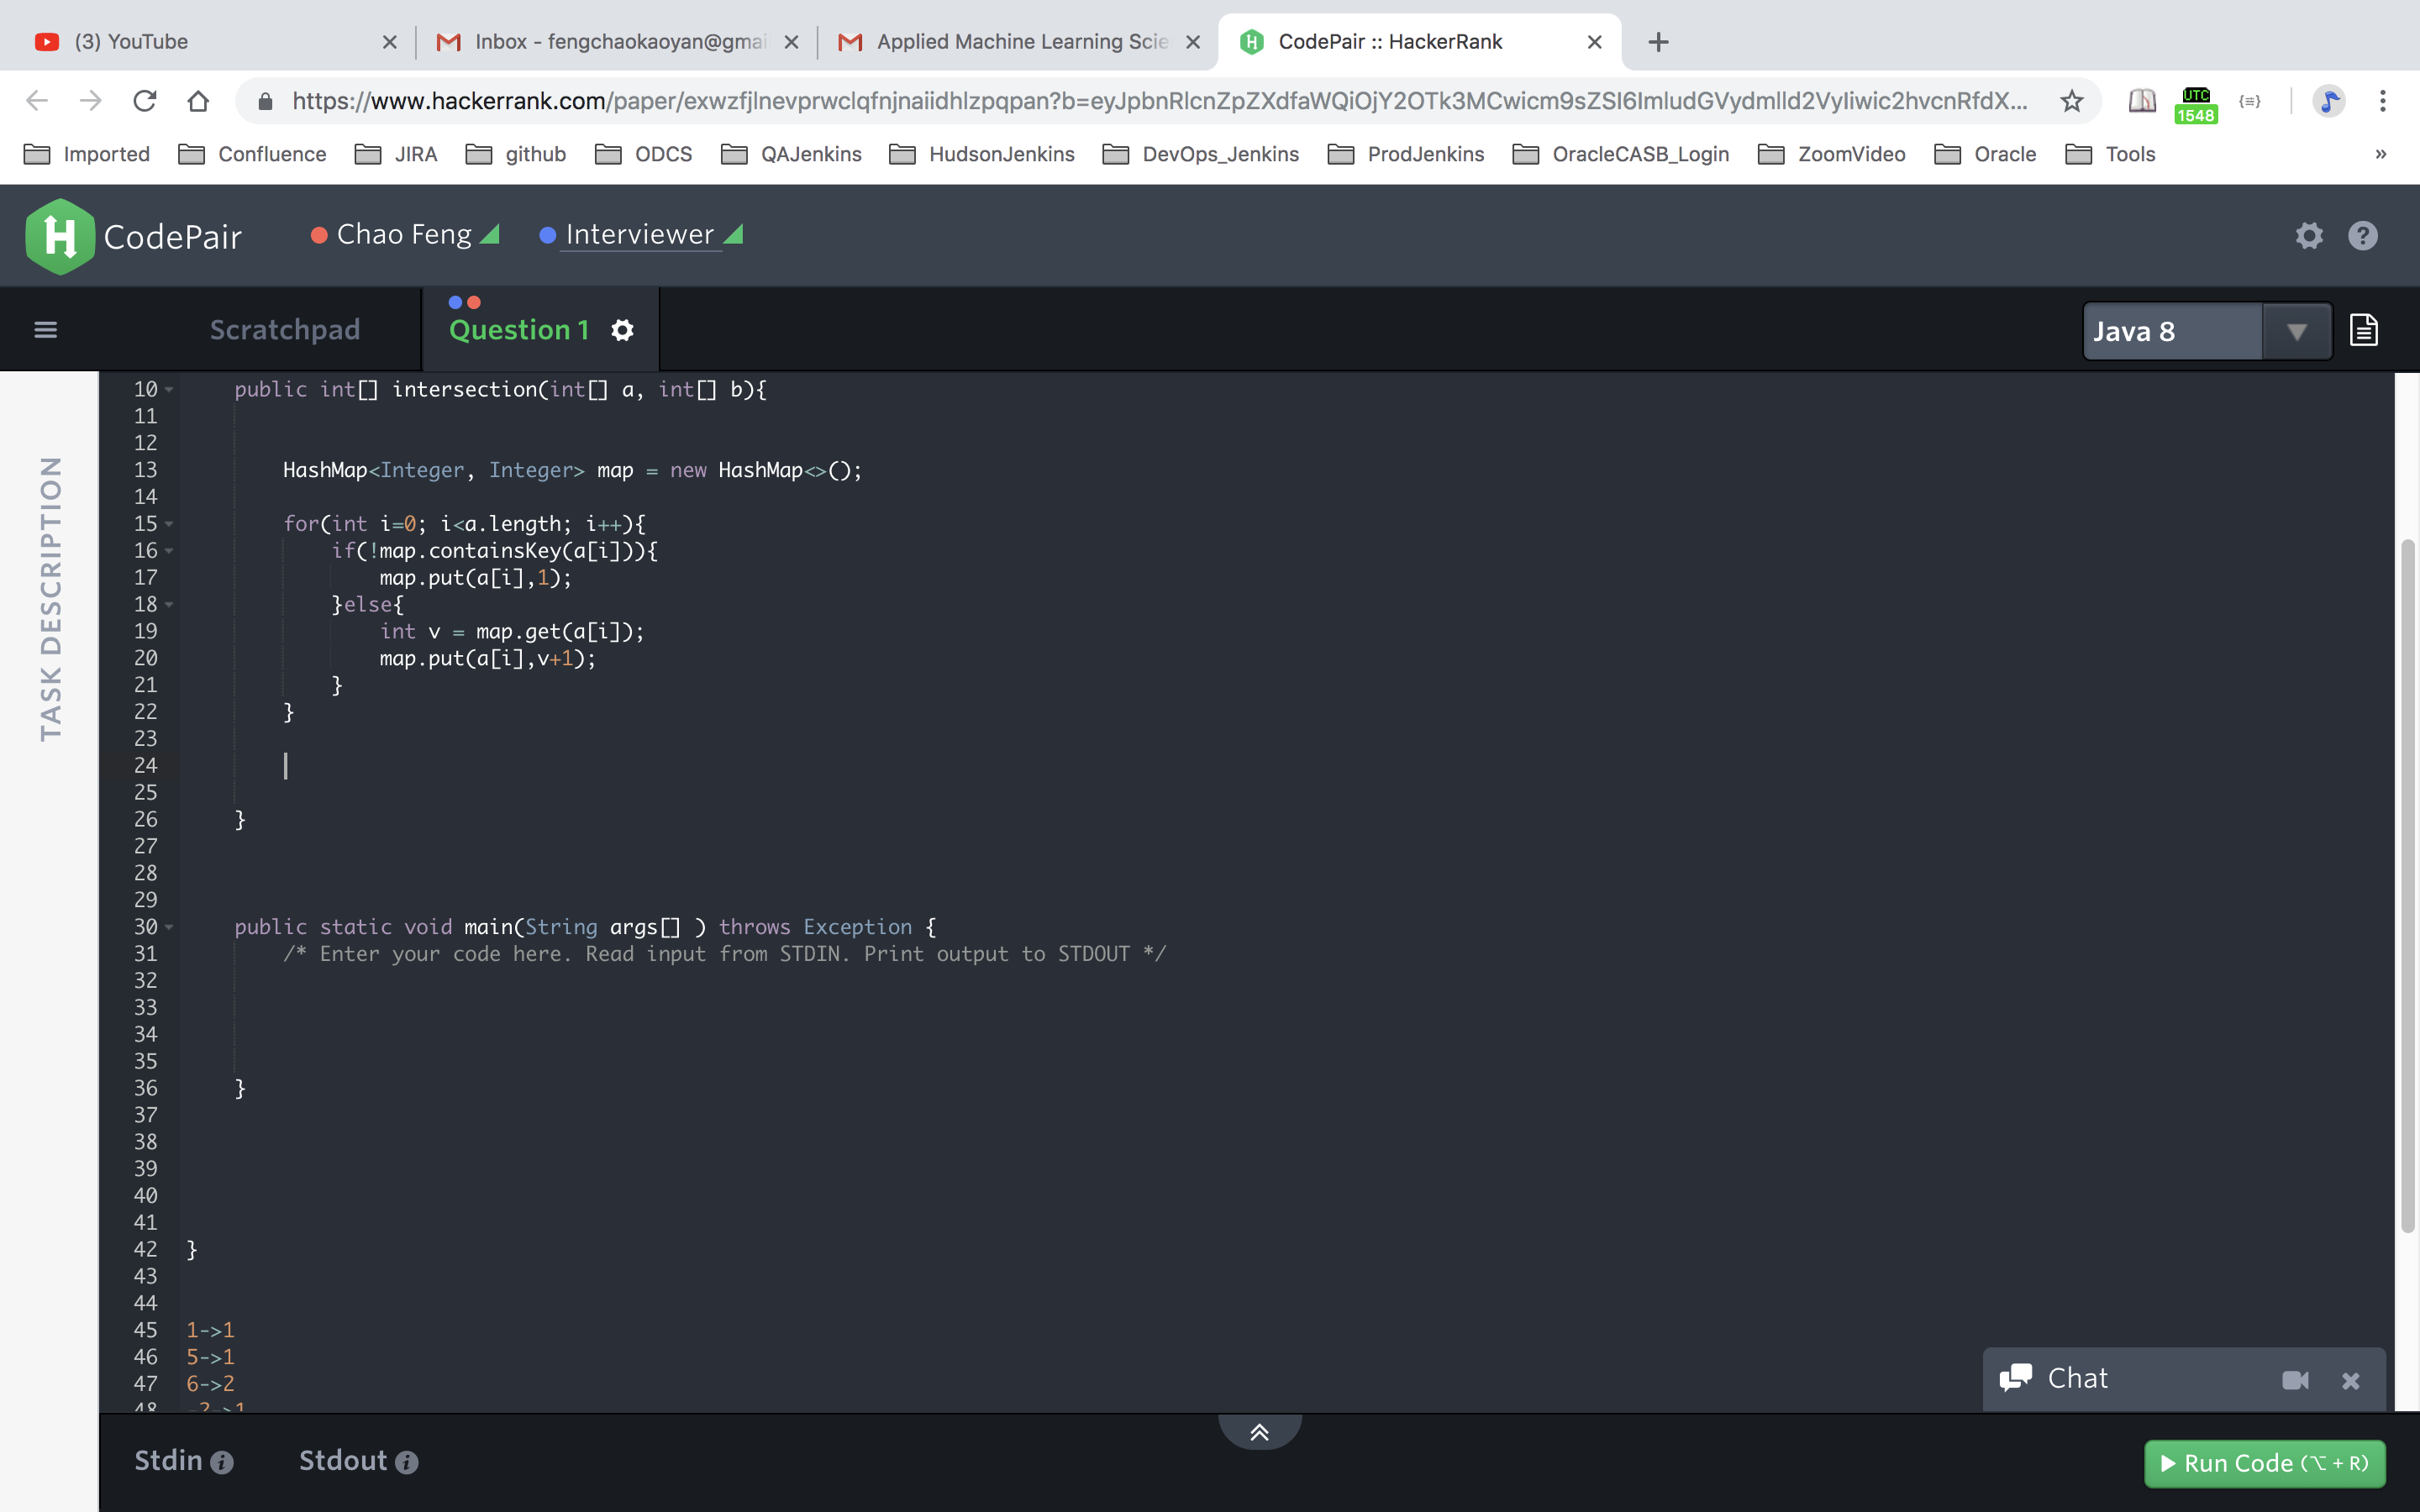 (3) YouTube
Inbox - fengchaokaoyan@gmai
Applied Machine Learning Scie
CodePair :: HackerRank
https://www.hackerrank.com/paper/exwzfjlnevprwclqfnjnaiidhlzpqpan?b=eyJpbnRlcnZpZXdfaWQiOjY2OTk3MCwicm9sZSI6ImludGVydmlld2VyIiwic2hvcnRfdX...
UTC
1548
Imported
Confluence
JIRA
github
ODCS
QAJenkins
HudsonJenkins
DevOps_Jenkins
ProdJenkins
OracleCASB_Login
ZoomVideo
Oracle
Tools
»
H
CodePair
Chao Feng
Interviewer
?
Scratchpad
Question 1
Java 8
TASK DESCRIPTION
10 public int[] intersection(int[] a, int[] b){
11
12
13 HashMap<Integer, Integer> map = new HashMap<>();
14
15 for(int i=0; i<a.length; i++){
16 if(!map.containsKey(a[i])){
17 map.put(a[i],1);
18 }else{
19 int v = map.get(a[i]);
20 map.put(a[i],v+1);
21 }
22 }
23
24
25
26 }
27
28
29
30 public static void main(String args[] ) throws Exception {
31 /* Enter your code here. Read input from STDIN. Print output to STDOUT */
32
33
34
35
36 }
37
38
39
40
41
42 }
43
44
45 1->1
46 5->1
47 6->2
48 -2->1
Chat
Stdin i
Stdout i
Run Code (⌥ + R)